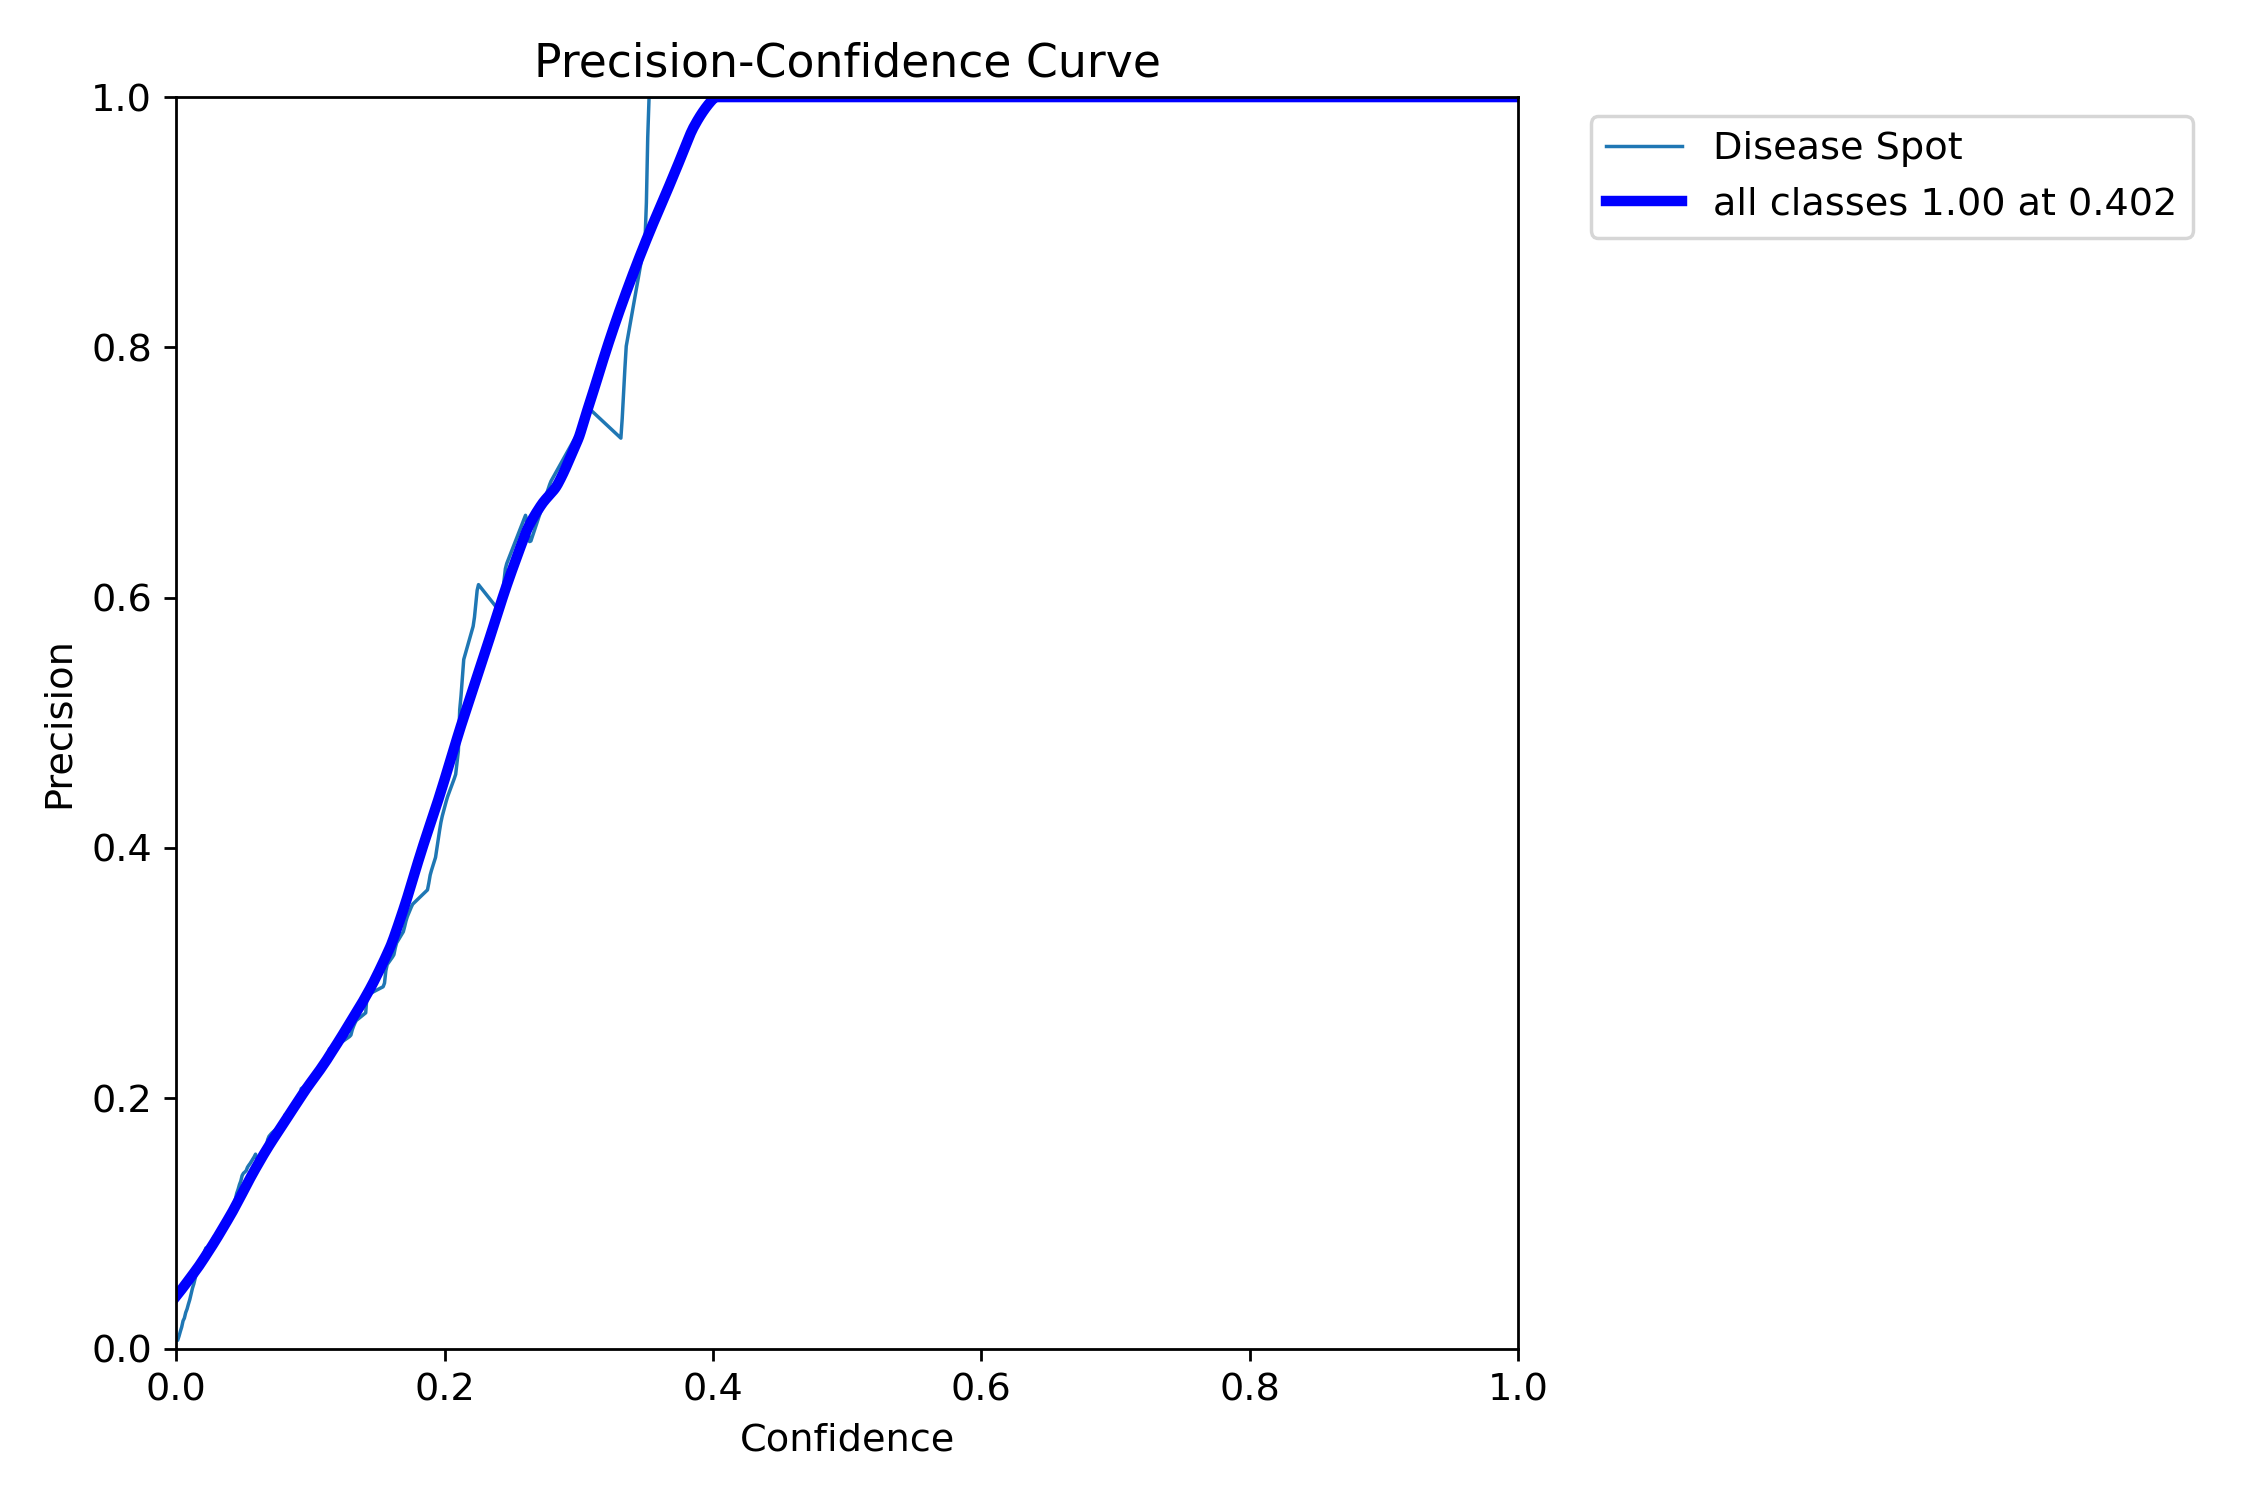 Precision-Confidence Curve
1.0
0.8
0.6
0.4
0.2
0.0
Precision
0.0 0.2 0.4 0.6 0.8 1.0
Confidence
Disease Spot
all classes 1.00 at 0.402